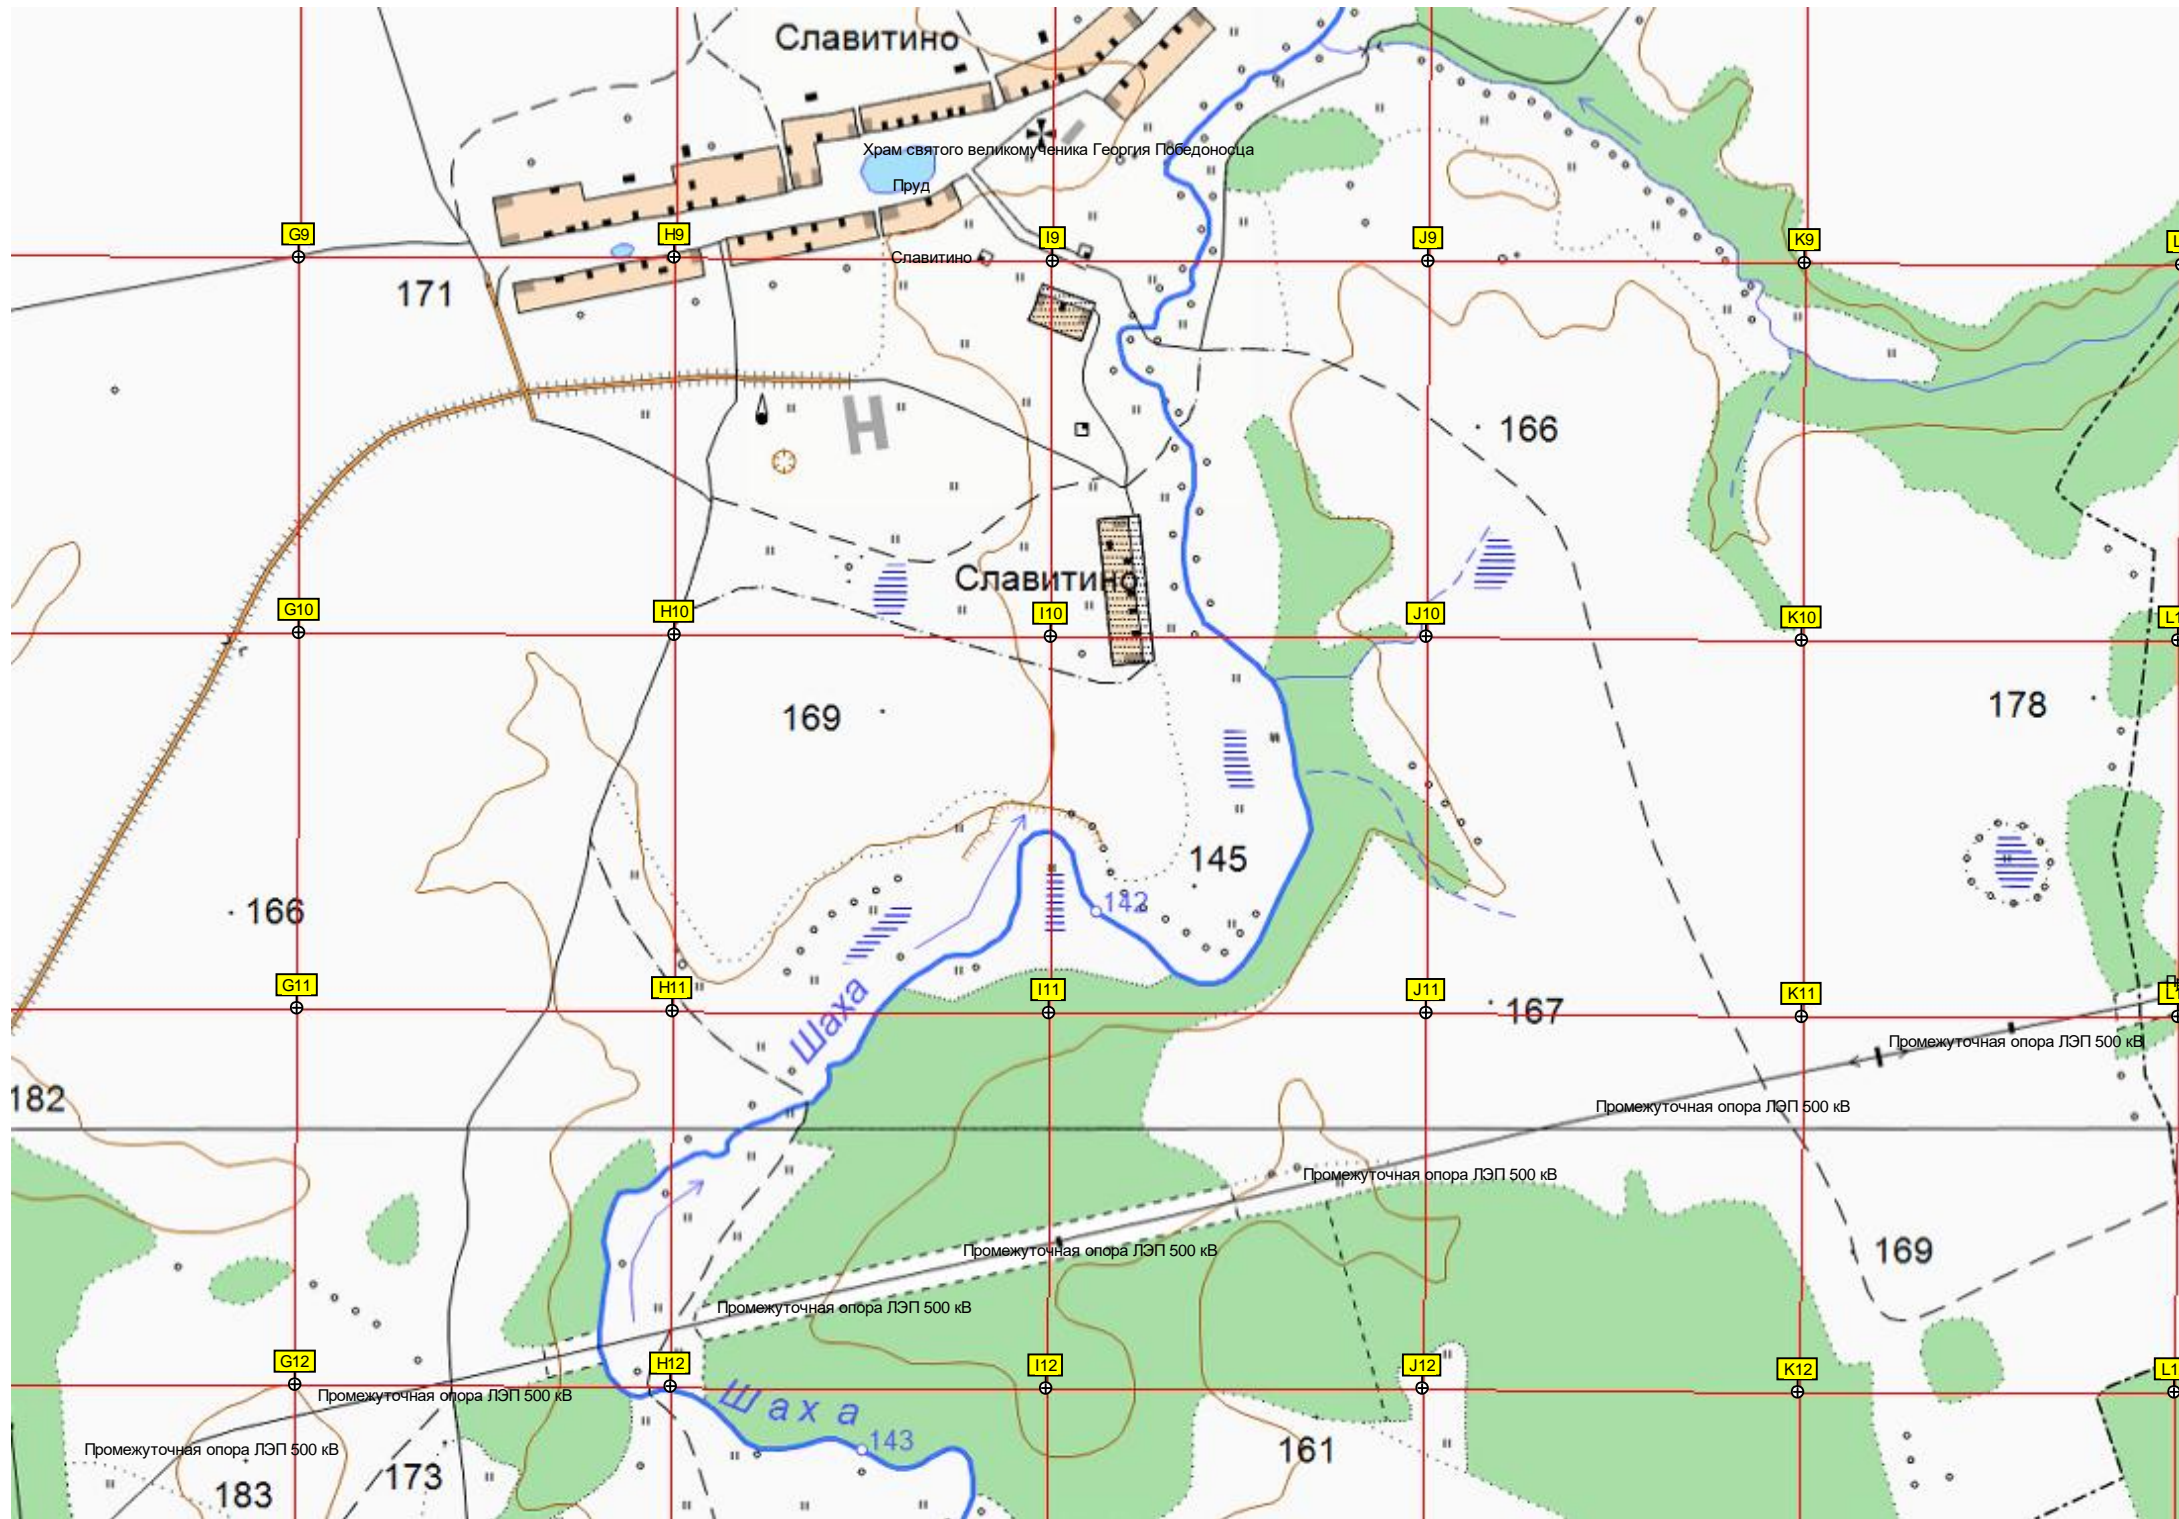 Славитино
Храм святого великомученика Георгия Победоносца
Пруд
G9
H9
I9
J9
K9
L
Славитино
171
166
Н
Славитино
G10
H10
I10
J10
K10
L1
169
178
145
166
142
G11
H11
I11
J11
K11
L1
Шаха
167
Промежуточная опора ЛЭП 500 кВ
182
Промежуточная опора ЛЭП 500 кВ
Промежуточная опора ЛЭП 500 кВ
Промежуточная опора ЛЭП 500 кВ
169
Промежуточная опора ЛЭП 500 кВ
G12
H12
I12
J12
K12
L1
Промежуточная опора ЛЭП 500 кВ
Шаха
143
Промежуточная опора ЛЭП 500 кВ
161
173
183